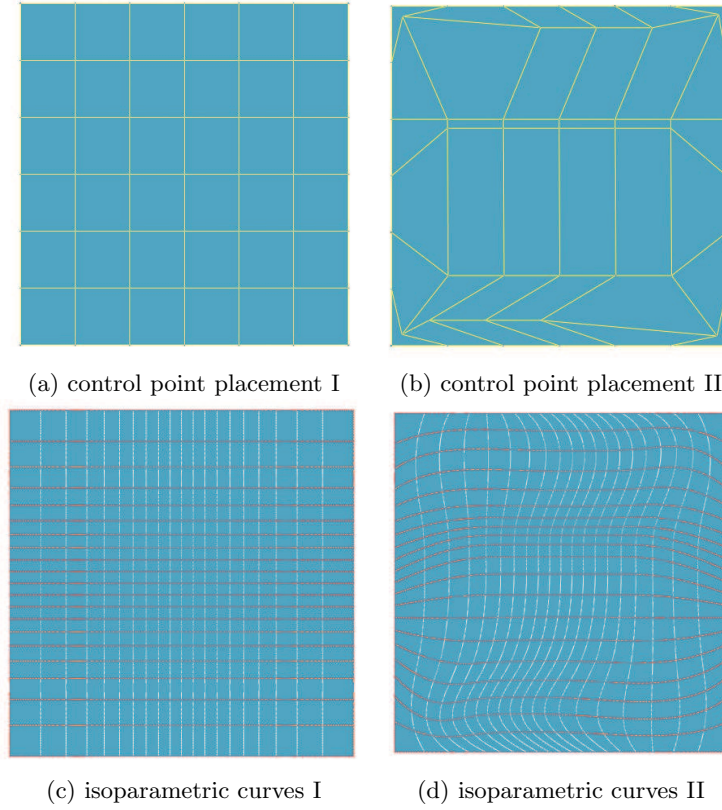 (a) control point placement I
(b) control point placement II
(c) isoparametric curves I
(d) isoparametric curves II